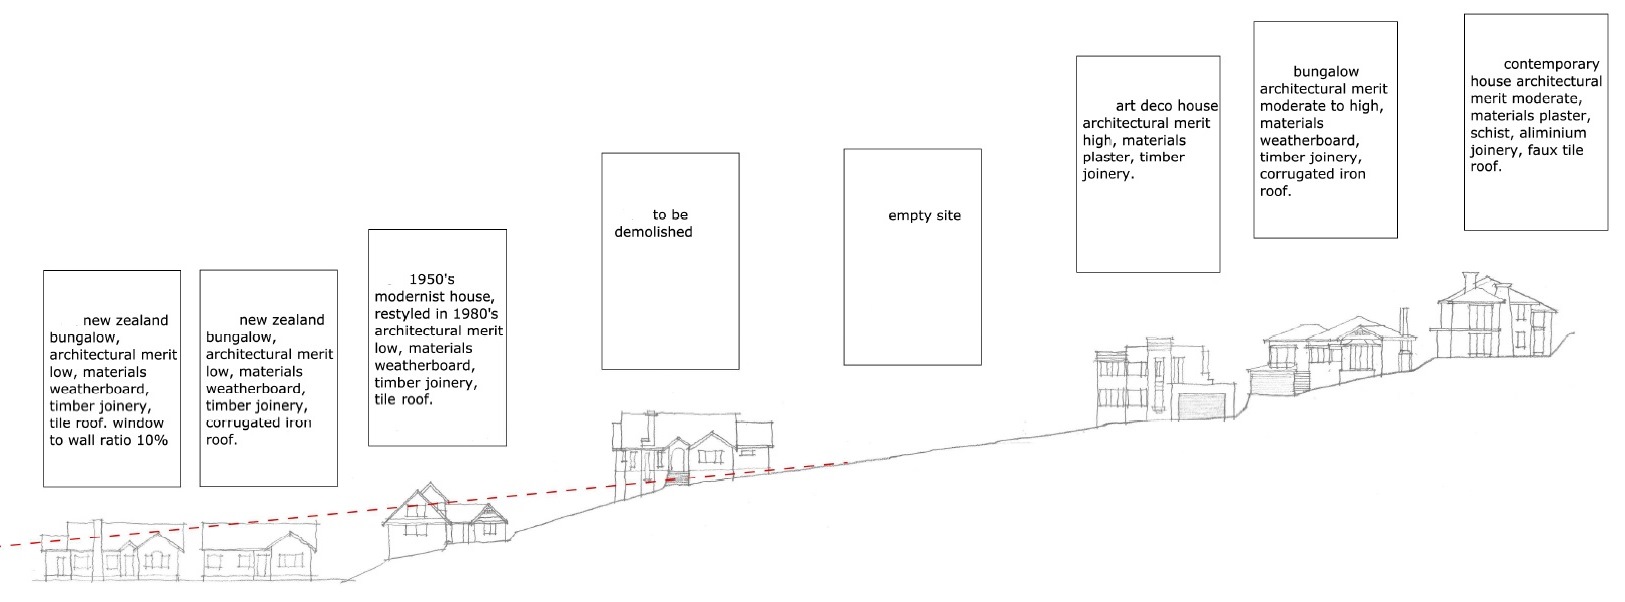 new zealand
bungalow,
architectural merit
low, materials
weatherboard,
timber joinery,
tile roof. window
to wall ratio 10%
new zealand
bungalow,
architectural merit
low, materials
weatherboard,
timber joinery,
corrugated iron
roof.
1950's
modernist house,
restyled in 1980's
architectural merit
low, materials
weatherboard,
timber joinery,
tile roof.
to be
demolished
empty site
art deco house
architectural merit
high, materials
plaster, timber
joinery.
bungalow
architectural merit
moderate to high,
materials
weatherboard,
timber joinery,
corrugated iron
roof.
contemporary
house architectural
merit moderate,
materials plaster,
schist, aliminium
joinery, faux tile
roof.